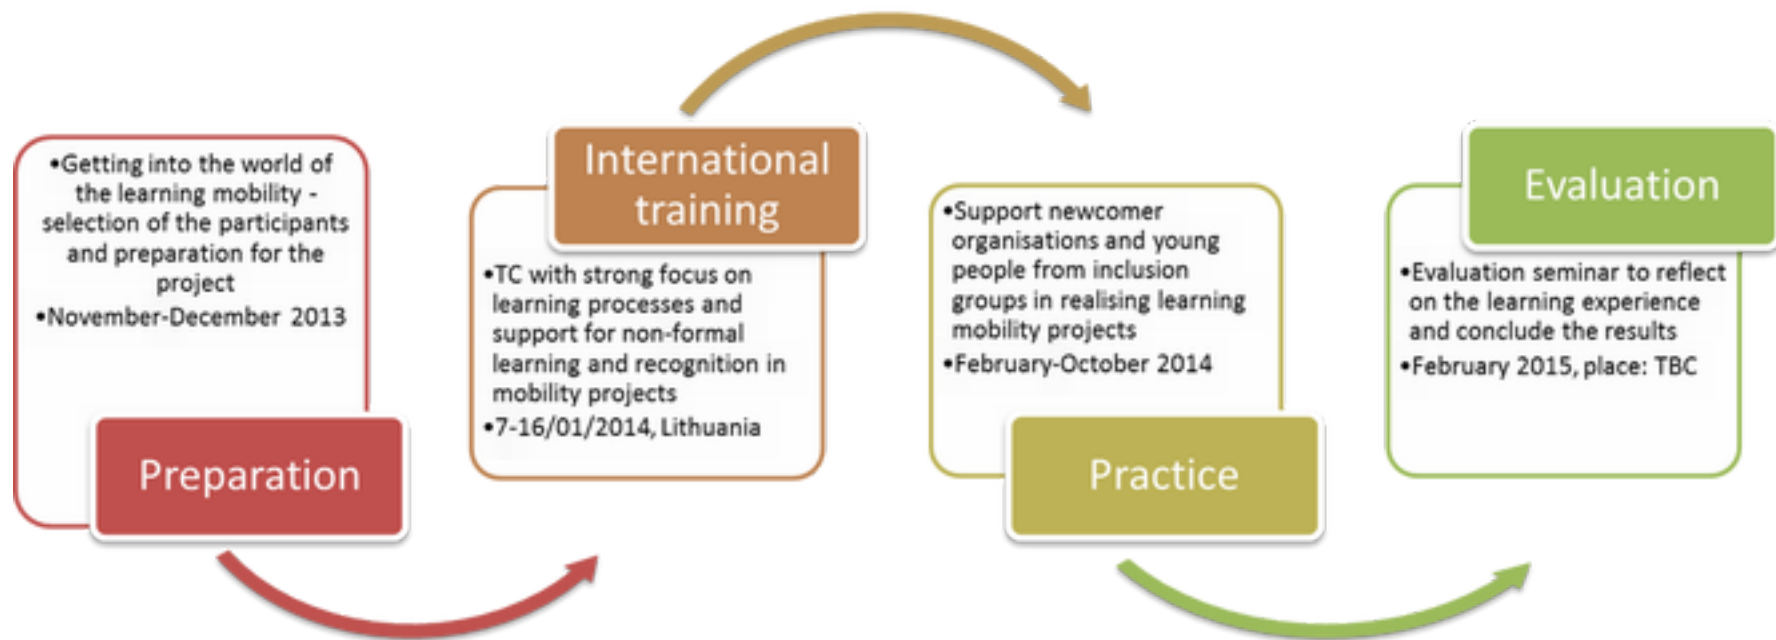 •Getting into the world of
the learning mobility -
selection of the participants
and preparation for the
project
•November-December 2013
Preparation
International
training
•TC with strong focus on
learning processes and
support for non-formal
learning and recognition in
mobility projects
•7-16/01/2014, Lithuania
•Support newcomer
organisations and young
people from inclusion
groups in realising learning
mobility projects
•February-October 2014
Practice
Evaluation
•Evaluation seminar to reflect
on the learning experience
and conclude the results
•February 2015, place: TBC